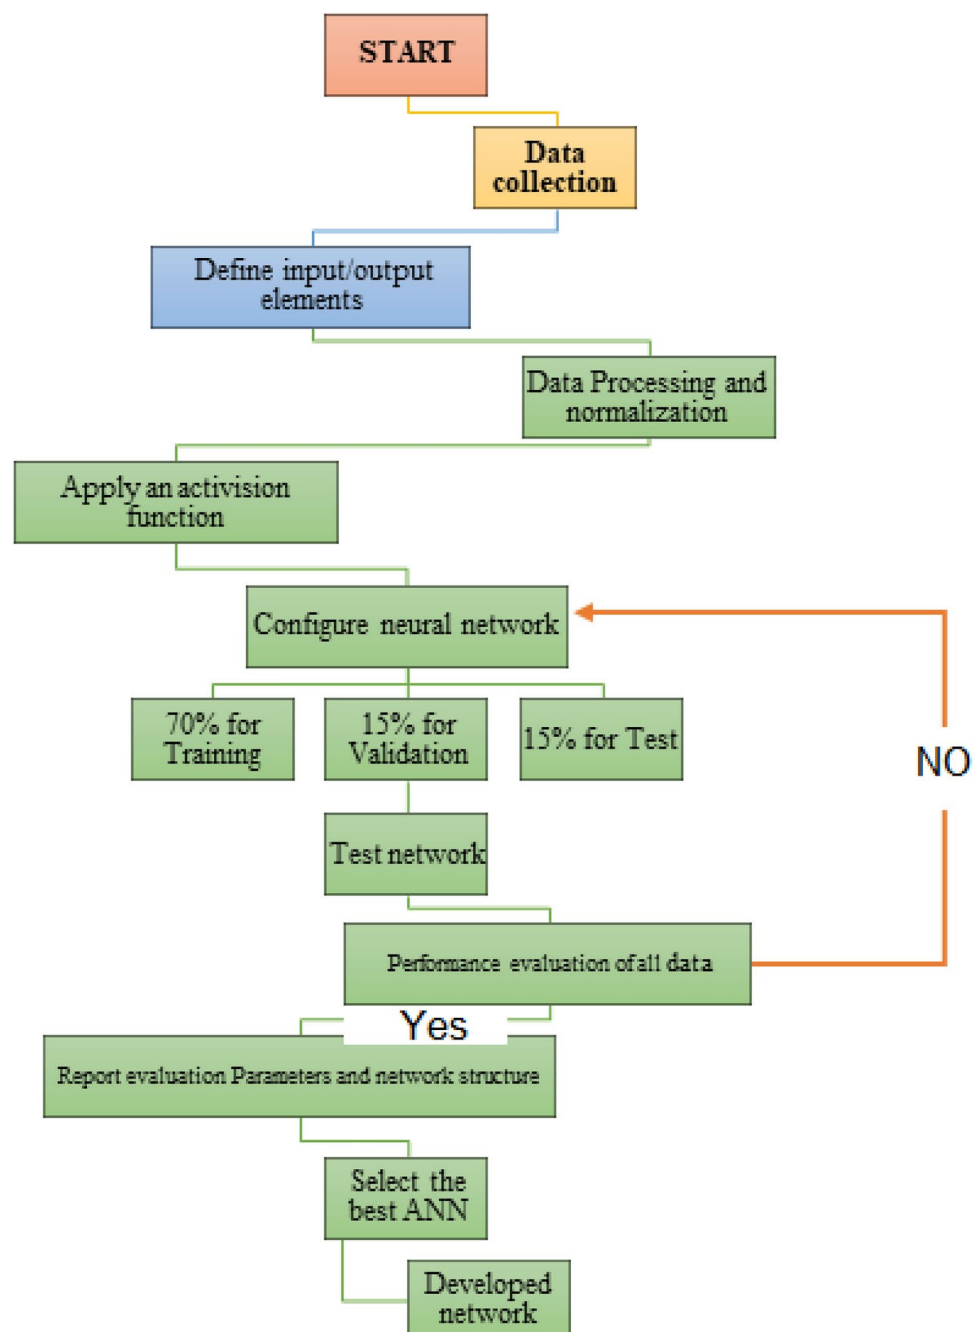 START
Data
collection
Define input/output
elements
Data Processing and
normalization
Apply an activision
function
Configure neural network
70% for
Training
15% for
Validation
15% for Test
NO
Test network
Performance evaluation of all data
Yes
Report evaluation Parameters and network structure
Select the
best ANN
Developed
network